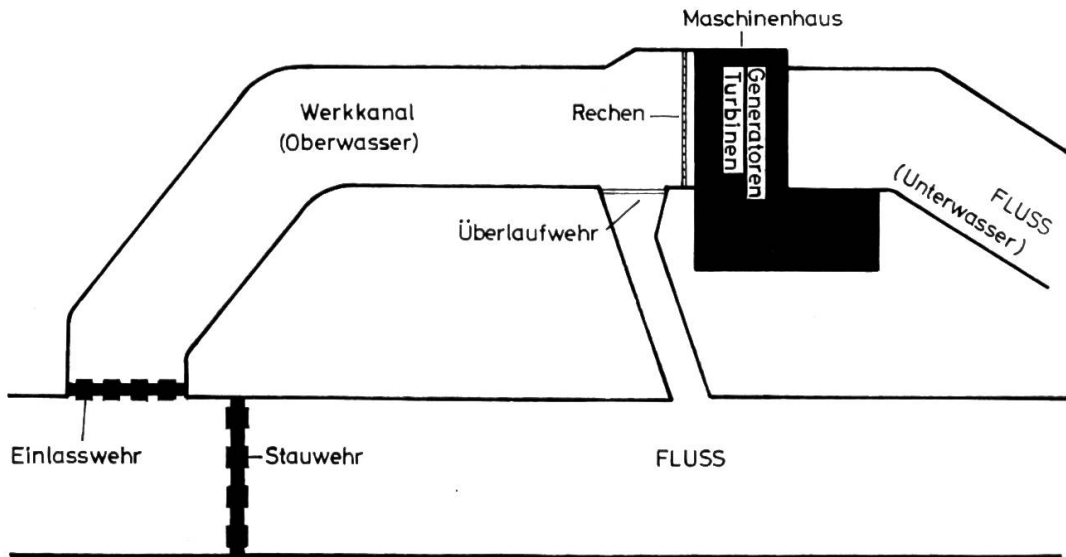 Maschinenhaus
Werkkanal
(Oberwasser)
Rechen
Generatoren
Turbinen
Überlaufwehr
FLUSS
(Unterwasser)
Einlasswehr
Stauwehr
FLUSS